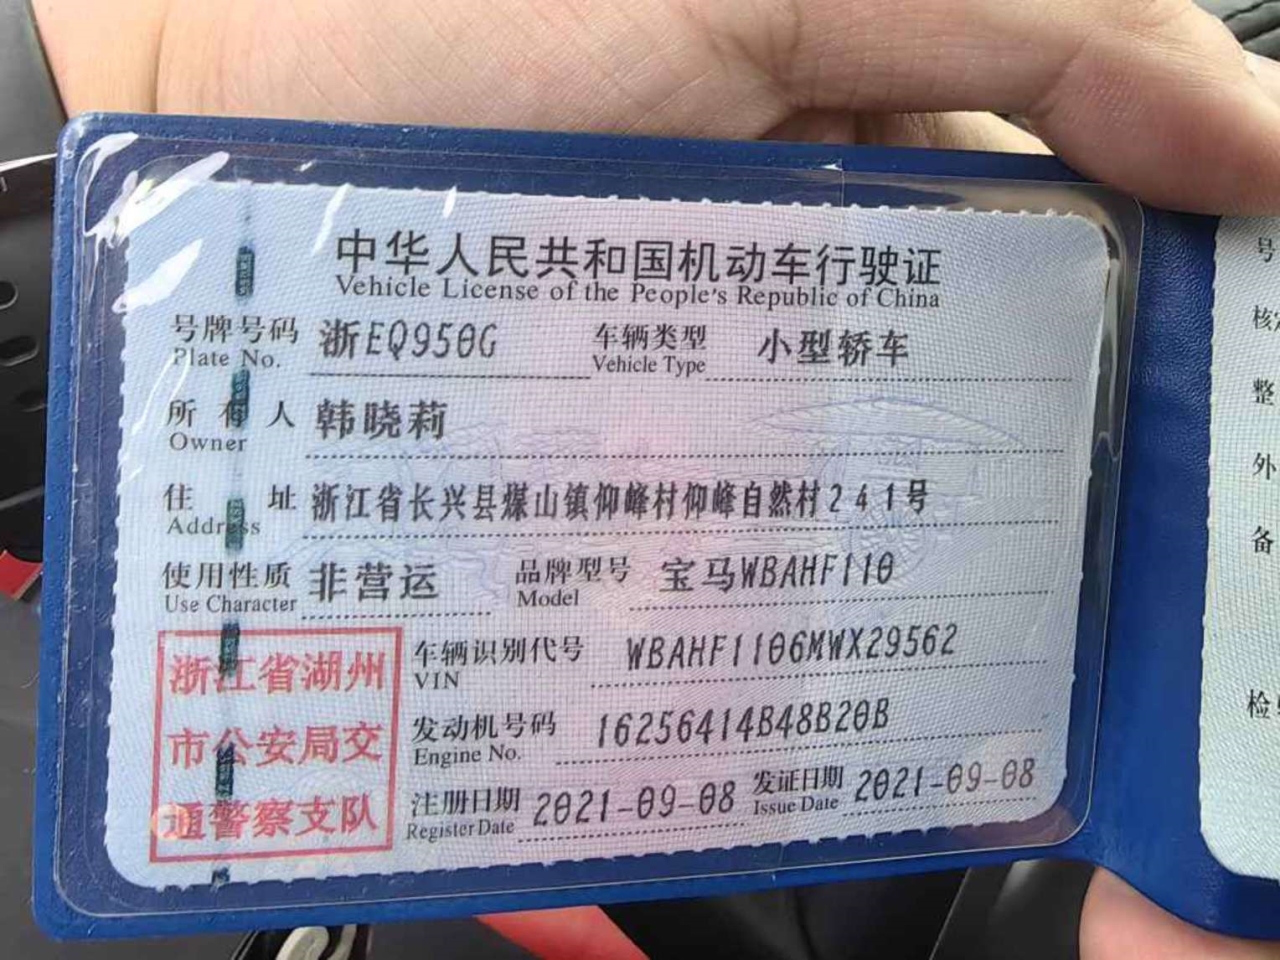 中华人民共和国机动车行驶证
Vehicle License of the People's Republic of China
号牌号码 浙EQ950G 车辆类型 小型轿车
Plate No. Vehicle Type
所有人 韩晓莉
Owner
住址 浙江省长兴县煤山镇仰峰村仰峰自然村241号
Address
使用性质 非营运 品牌型号 宝马WBAHF110
Use Character Model
车辆识别代号 WBAHF1106MWX29562
VIN
发动机号码 16256414B48B20B
Engine No.
注册日期 2021-09-08 发证日期 2021-09-08
Register Date Issue Date
浙江省湖州
市公安局交
通警察支队
号
核
整
外
备
检